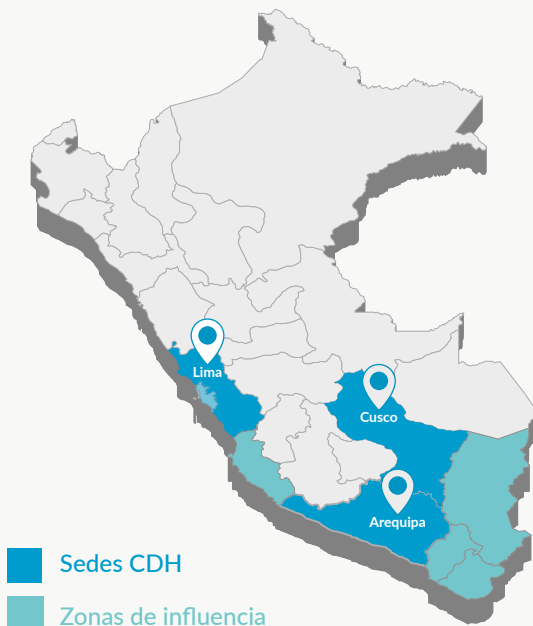 Lima
Cusco
Arequipa
Sedes CDH
Zonas de influencia